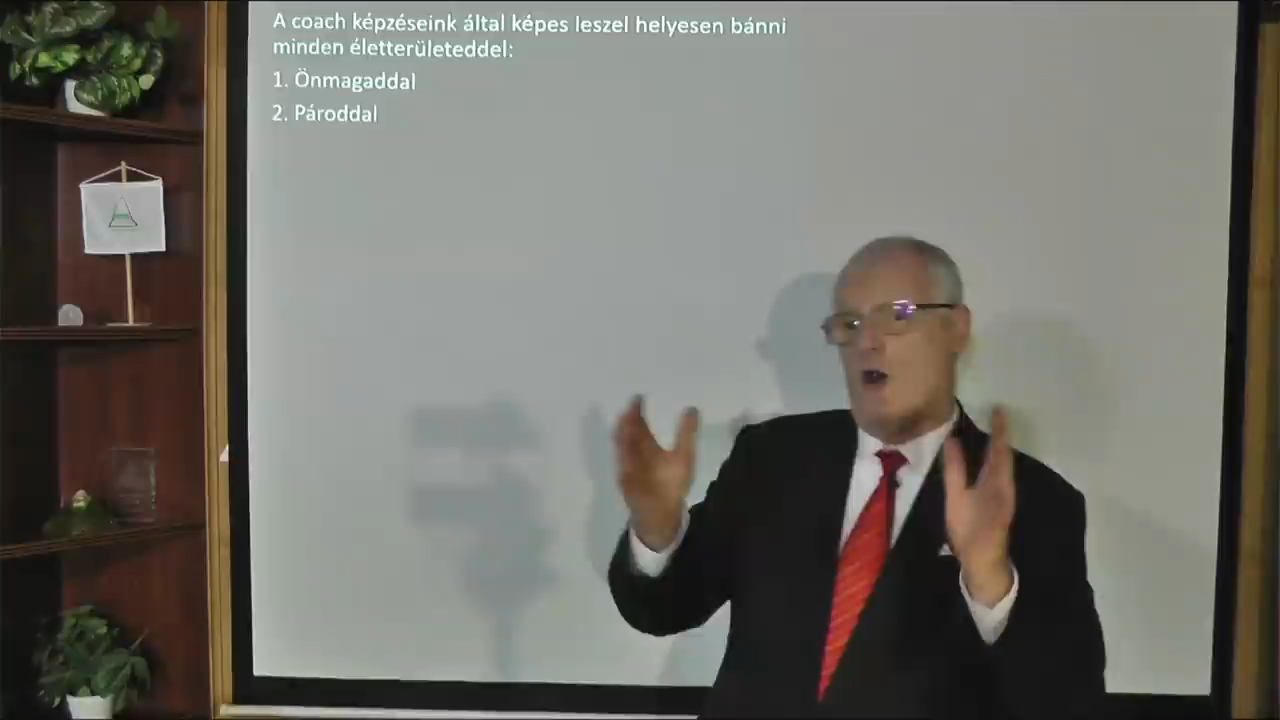 A coach képzéseink által képes leszel helyesen bánni
minden életterületeddel:
1. Önmagaddal
2. Pároddal